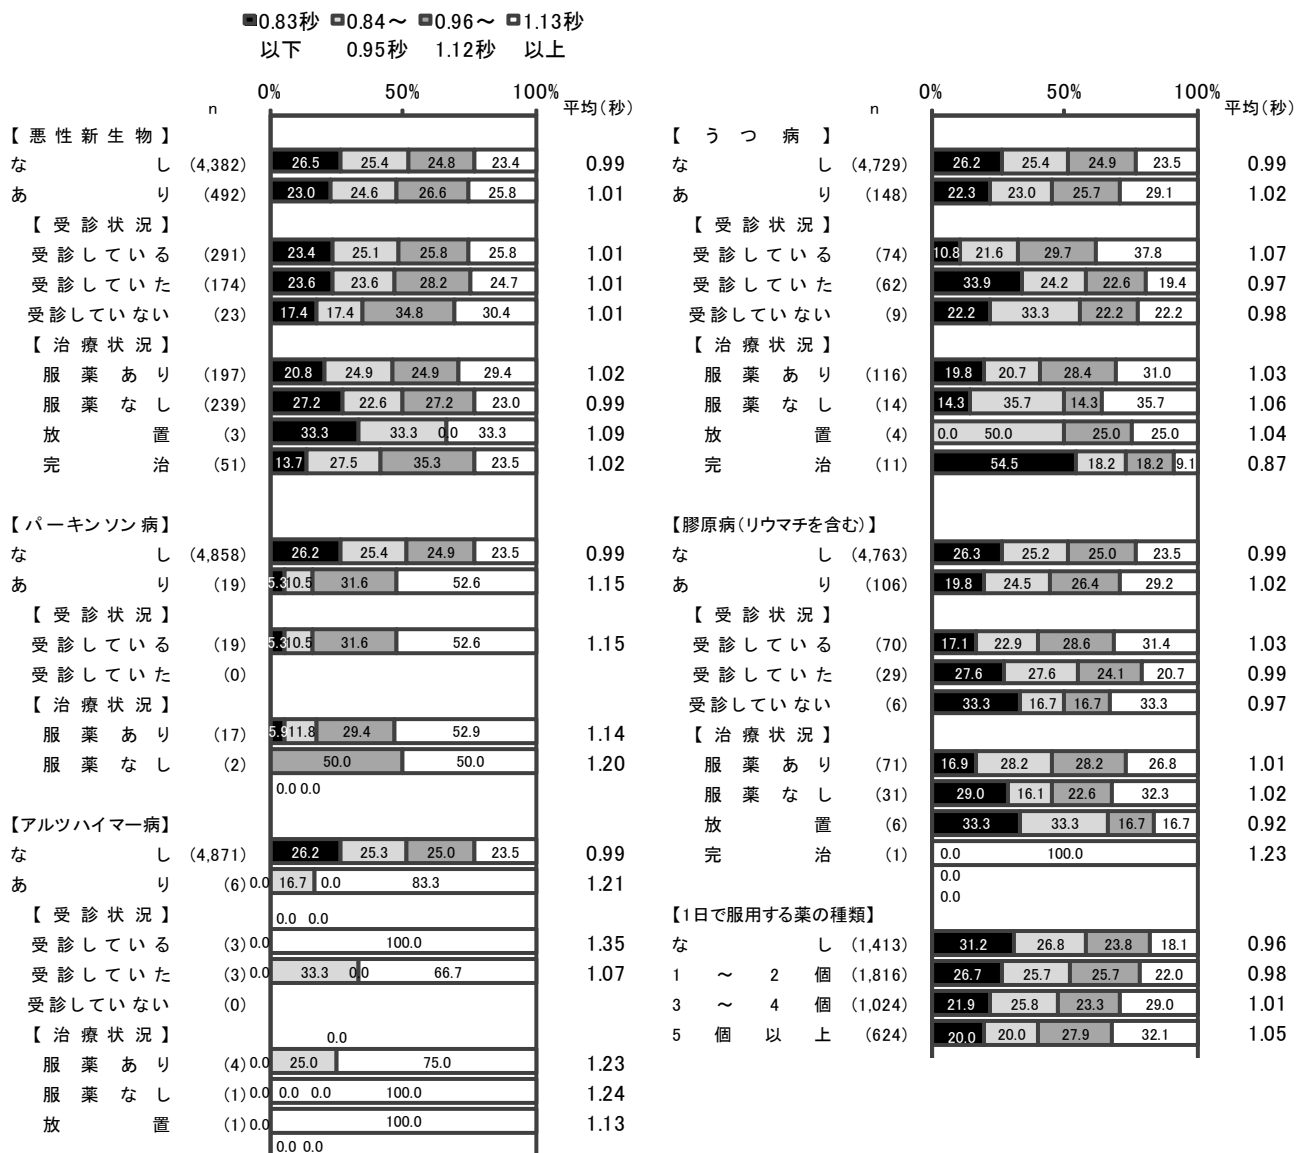 ■0.83秒以下 ■0.84～0.95秒 ■0.96～1.12秒 □1.13秒以上
n 0% 50% 100% 平均(秒)
【悪性新生物】
なし (4,382) 26.5 25.4 24.8 23.4 0.99
あり (492) 23.0 24.6 26.6 25.8 1.01
【受診状況】
受診している (291) 23.4 25.1 25.8 25.8 1.01
受診していた (174) 23.6 23.6 28.2 24.7 1.01
受診していない (23) 17.4 17.4 34.8 30.4 1.01
【治療状況】
服薬あり (197) 20.8 24.9 24.9 29.4 1.02
服薬なし (239) 27.2 22.6 27.2 23.0 0.99
放置 (3) 33.3 33.3 0.0 33.3 1.09
完治 (51) 13.7 27.5 35.3 23.5 1.02
【パーキンソン病】
なし (4,858) 26.2 25.4 24.9 23.5 0.99
あり (19) 5.3 10.5 31.6 52.6 1.15
【受診状況】
受診している (19) 5.3 10.5 31.6 52.6 1.15
受診していた (0)
【治療状況】
服薬あり (17) 5.9 11.8 29.4 52.9 1.14
服薬なし (2) 50.0 50.0 1.20
0.0 0.0
【アルツハイマー病】
なし (4,871) 26.2 25.3 25.0 23.5 0.99
あり (6) 0.0 16.7 0.0 83.3 1.21
【受診状況】 0.0 0.0
受診している (3) 0.0 100.0 1.35
受診していた (3) 0.0 33.3 0.0 66.7 1.07
受診していない (0)
【治療状況】 0.0
服薬あり (4) 0.0 25.0 75.0 1.23
服薬なし (1) 0.0 0.0 0.0 100.0 1.24
放置 (1) 0.0 100.0 1.13
0.0 0.0
n 0% 50% 100% 平均(秒)
【うつ病】
なし (4,729) 26.2 25.4 24.9 23.5 0.99
あり (148) 22.3 23.0 25.7 29.1 1.02
【受診状況】
受診している (74) 10.8 21.6 29.7 37.8 1.07
受診していた (62) 33.9 24.2 22.6 19.4 0.97
受診していない (9) 22.2 33.3 22.2 22.2 0.98
【治療状況】
服薬あり (116) 19.8 20.7 28.4 31.0 1.03
服薬なし (14) 14.3 35.7 14.3 35.7 1.06
放置 (4) 0.0 50.0 25.0 25.0 1.04
完治 (11) 54.5 18.2 18.2 9.1 0.87
【膠原病(リウマチを含む)】
なし (4,763) 26.3 25.2 25.0 23.5 0.99
あり (106) 19.8 24.5 26.4 29.2 1.02
【受診状況】
受診している (70) 17.1 22.9 28.6 31.4 1.03
受診していた (29) 27.6 27.6 24.1 20.7 0.99
受診していない (6) 33.3 16.7 16.7 33.3 0.97
【治療状況】
服薬あり (71) 16.9 28.2 28.2 26.8 1.01
服薬なし (31) 29.0 16.1 22.6 32.3 1.02
放置 (6) 33.3 33.3 16.7 16.7 0.92
完治 (1) 0.0 100.0 1.23
0.0
0.0
【1日で服用する薬の種類】
なし (1,413) 31.2 26.8 23.8 18.1 0.96
1～2個 (1,816) 26.7 25.7 25.7 22.0 0.98
3～4個 (1,024) 21.9 25.8 23.3 29.0 1.01
5個以上 (624) 20.0 20.0 27.9 32.1 1.05